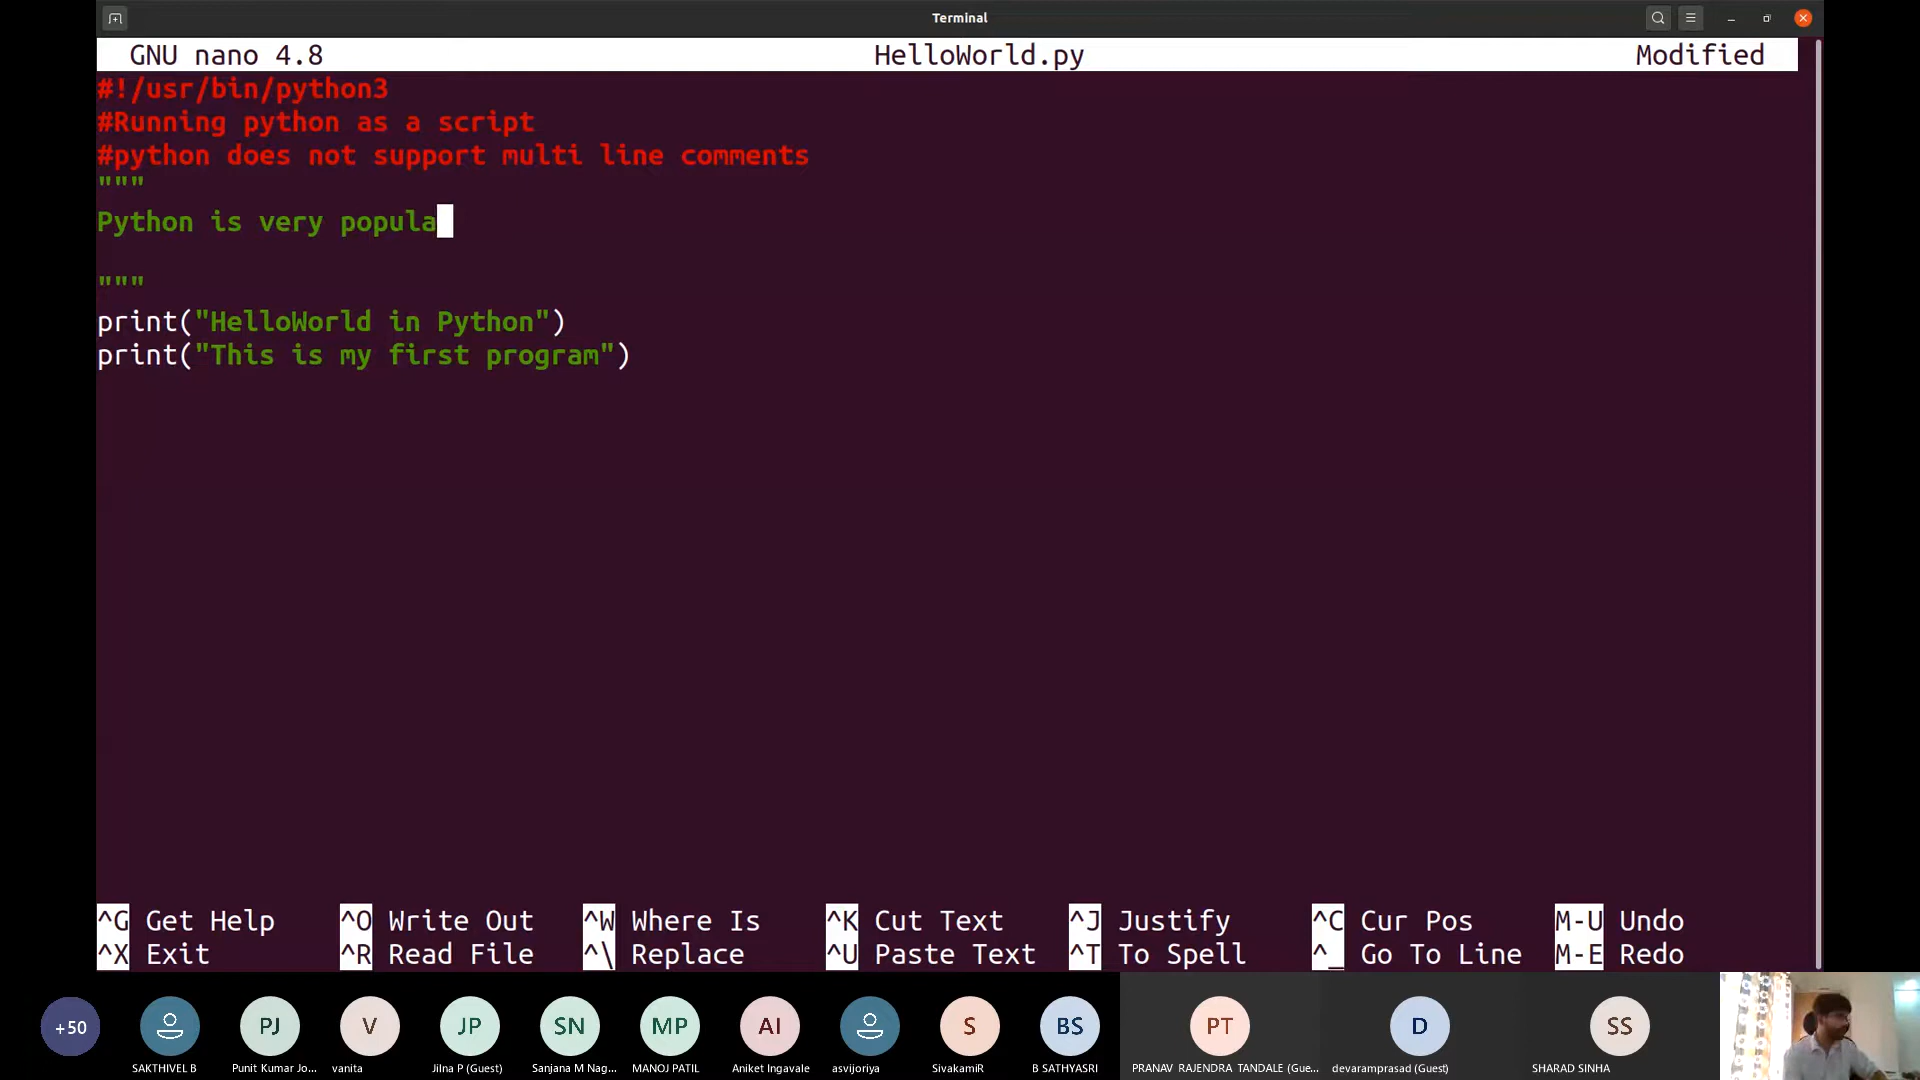 Terminal
GNU nano 4.8 HelloWorld.py Modified
#!/usr/bin/python3
#Running python as a script
#python does not support multi line comments
"""
Python is very popula
"""
print("HelloWorld in Python")
print("This is my first program")
^G Get Help ^O Write Out ^W Where Is ^K Cut Text ^J Justify ^C Cur Pos M-U Undo
^X Exit ^R Read File ^\ Replace ^U Paste Text ^T To Spell ^_ Go To Line M-E Redo
+50 PJ V JP SN MP AI S BS PT D SS
SAKTHIVEL B Punit Kumar Jo... vanita Jilna P (Guest) Sanjana M Nag... MANOJ PATIL Aniket Ingavale asvijoriya SivakamiR B SATHYASRI PRANAV RAJENDRA TANDALE (Gue... devaramprasad (Guest) SHARAD SINHA